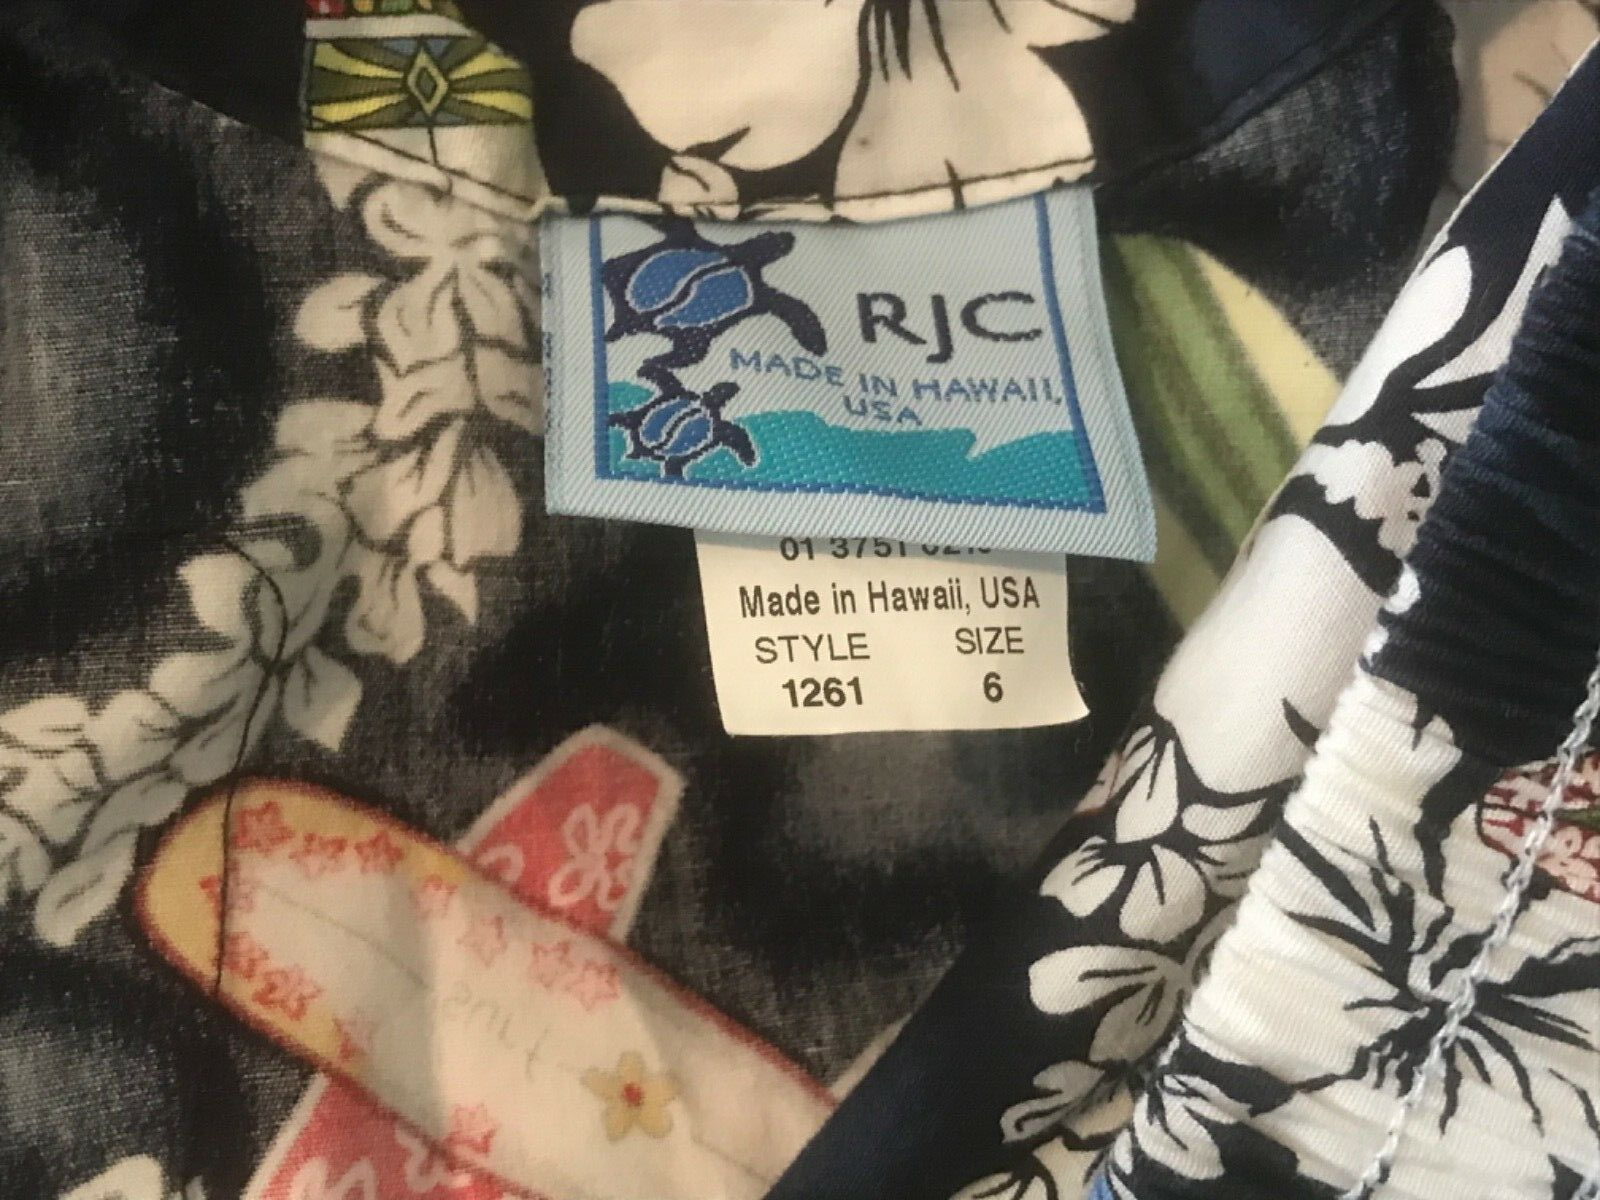 RJC
MADE IN HAWAII,
USA
Made in Hawaii, USA
STYLE SIZE
1261 6